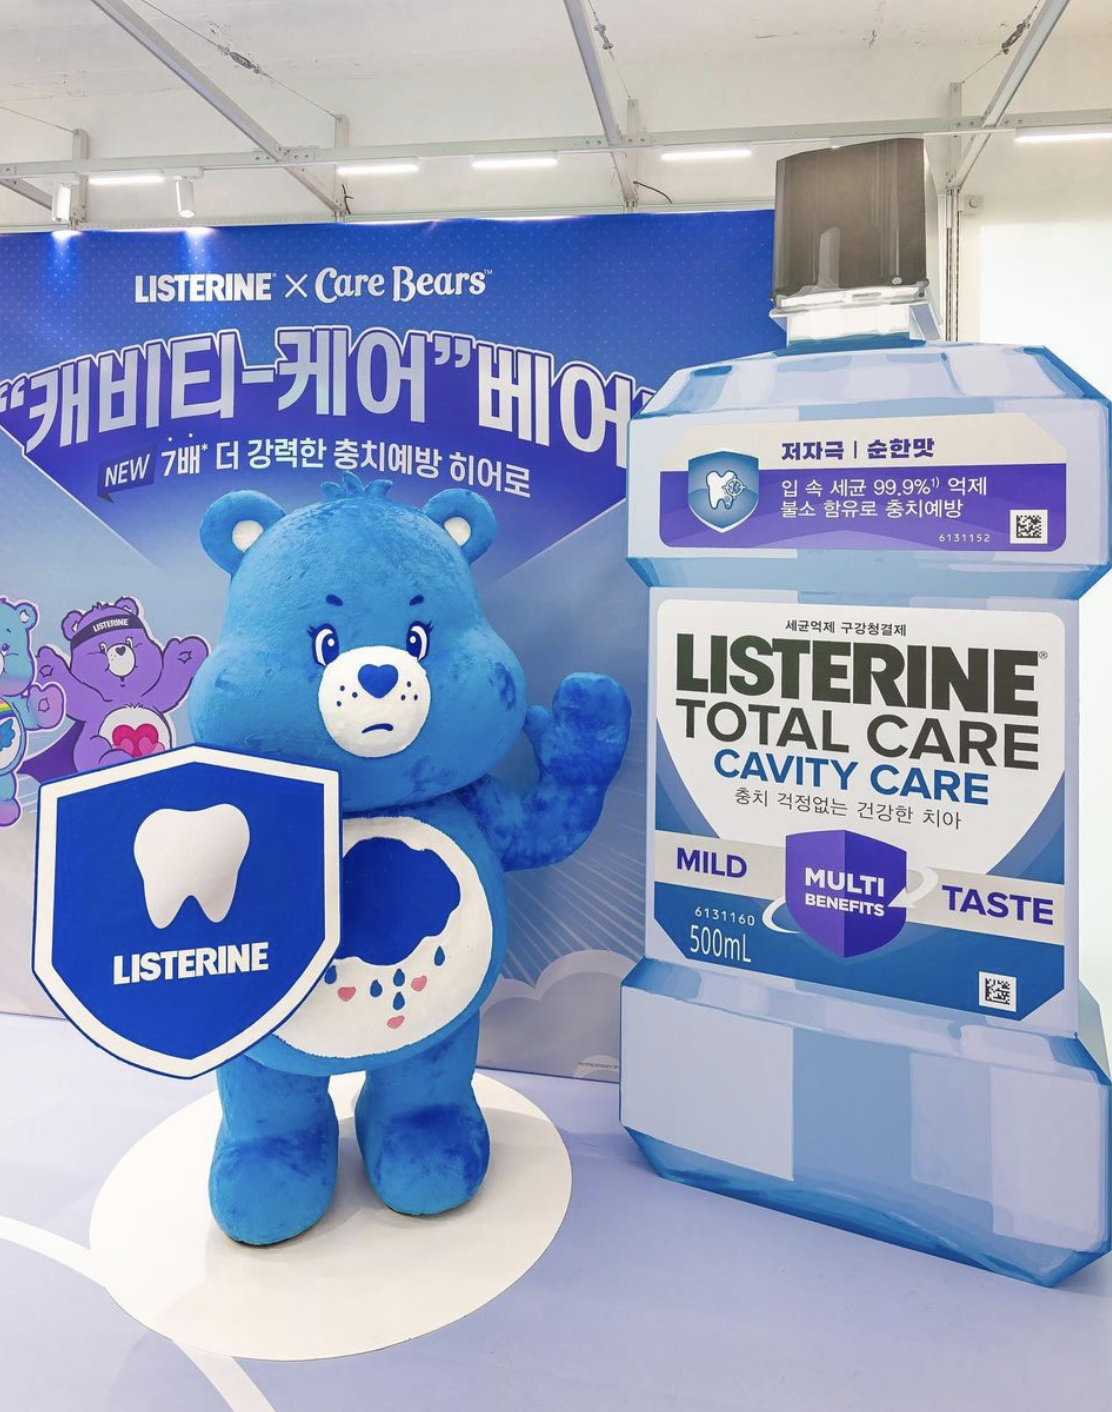 LISTERINE® × Care Bears™
“캐비티-케어”베어
NEW 7배* 더 강력한 충치예방 히어로
LISTERINE
LISTERINE
저자극 | 순한맛
입 속 세균 99.9%¹⁾ 억제
불소 함유로 충치예방
6131152
세균억제 구강청결제
LISTERINE®
TOTAL CARE
CAVITY CARE
충치 걱정없는 건강한 치아
MILD
MULTI
BENEFITS
TASTE
6131160
500mL